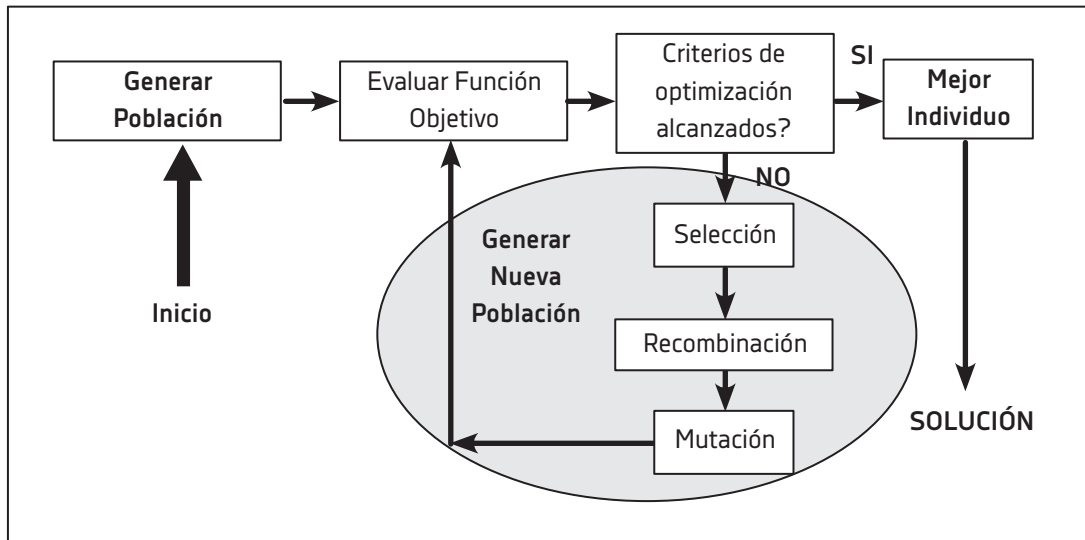 Generar
Población
Evaluar Función
Objetivo
Criterios de
optimización
alcanzados?
SI
Mejor
Individuo
NO
Selección
Generar
Nueva
Población
Inicio
Recombinación
Mutación
SOLUCIÓN